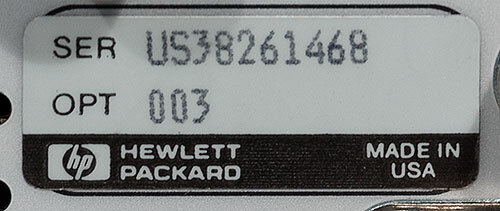 SER US38261468
OPT 003
hp HEWLETT PACKARD MADE IN USA